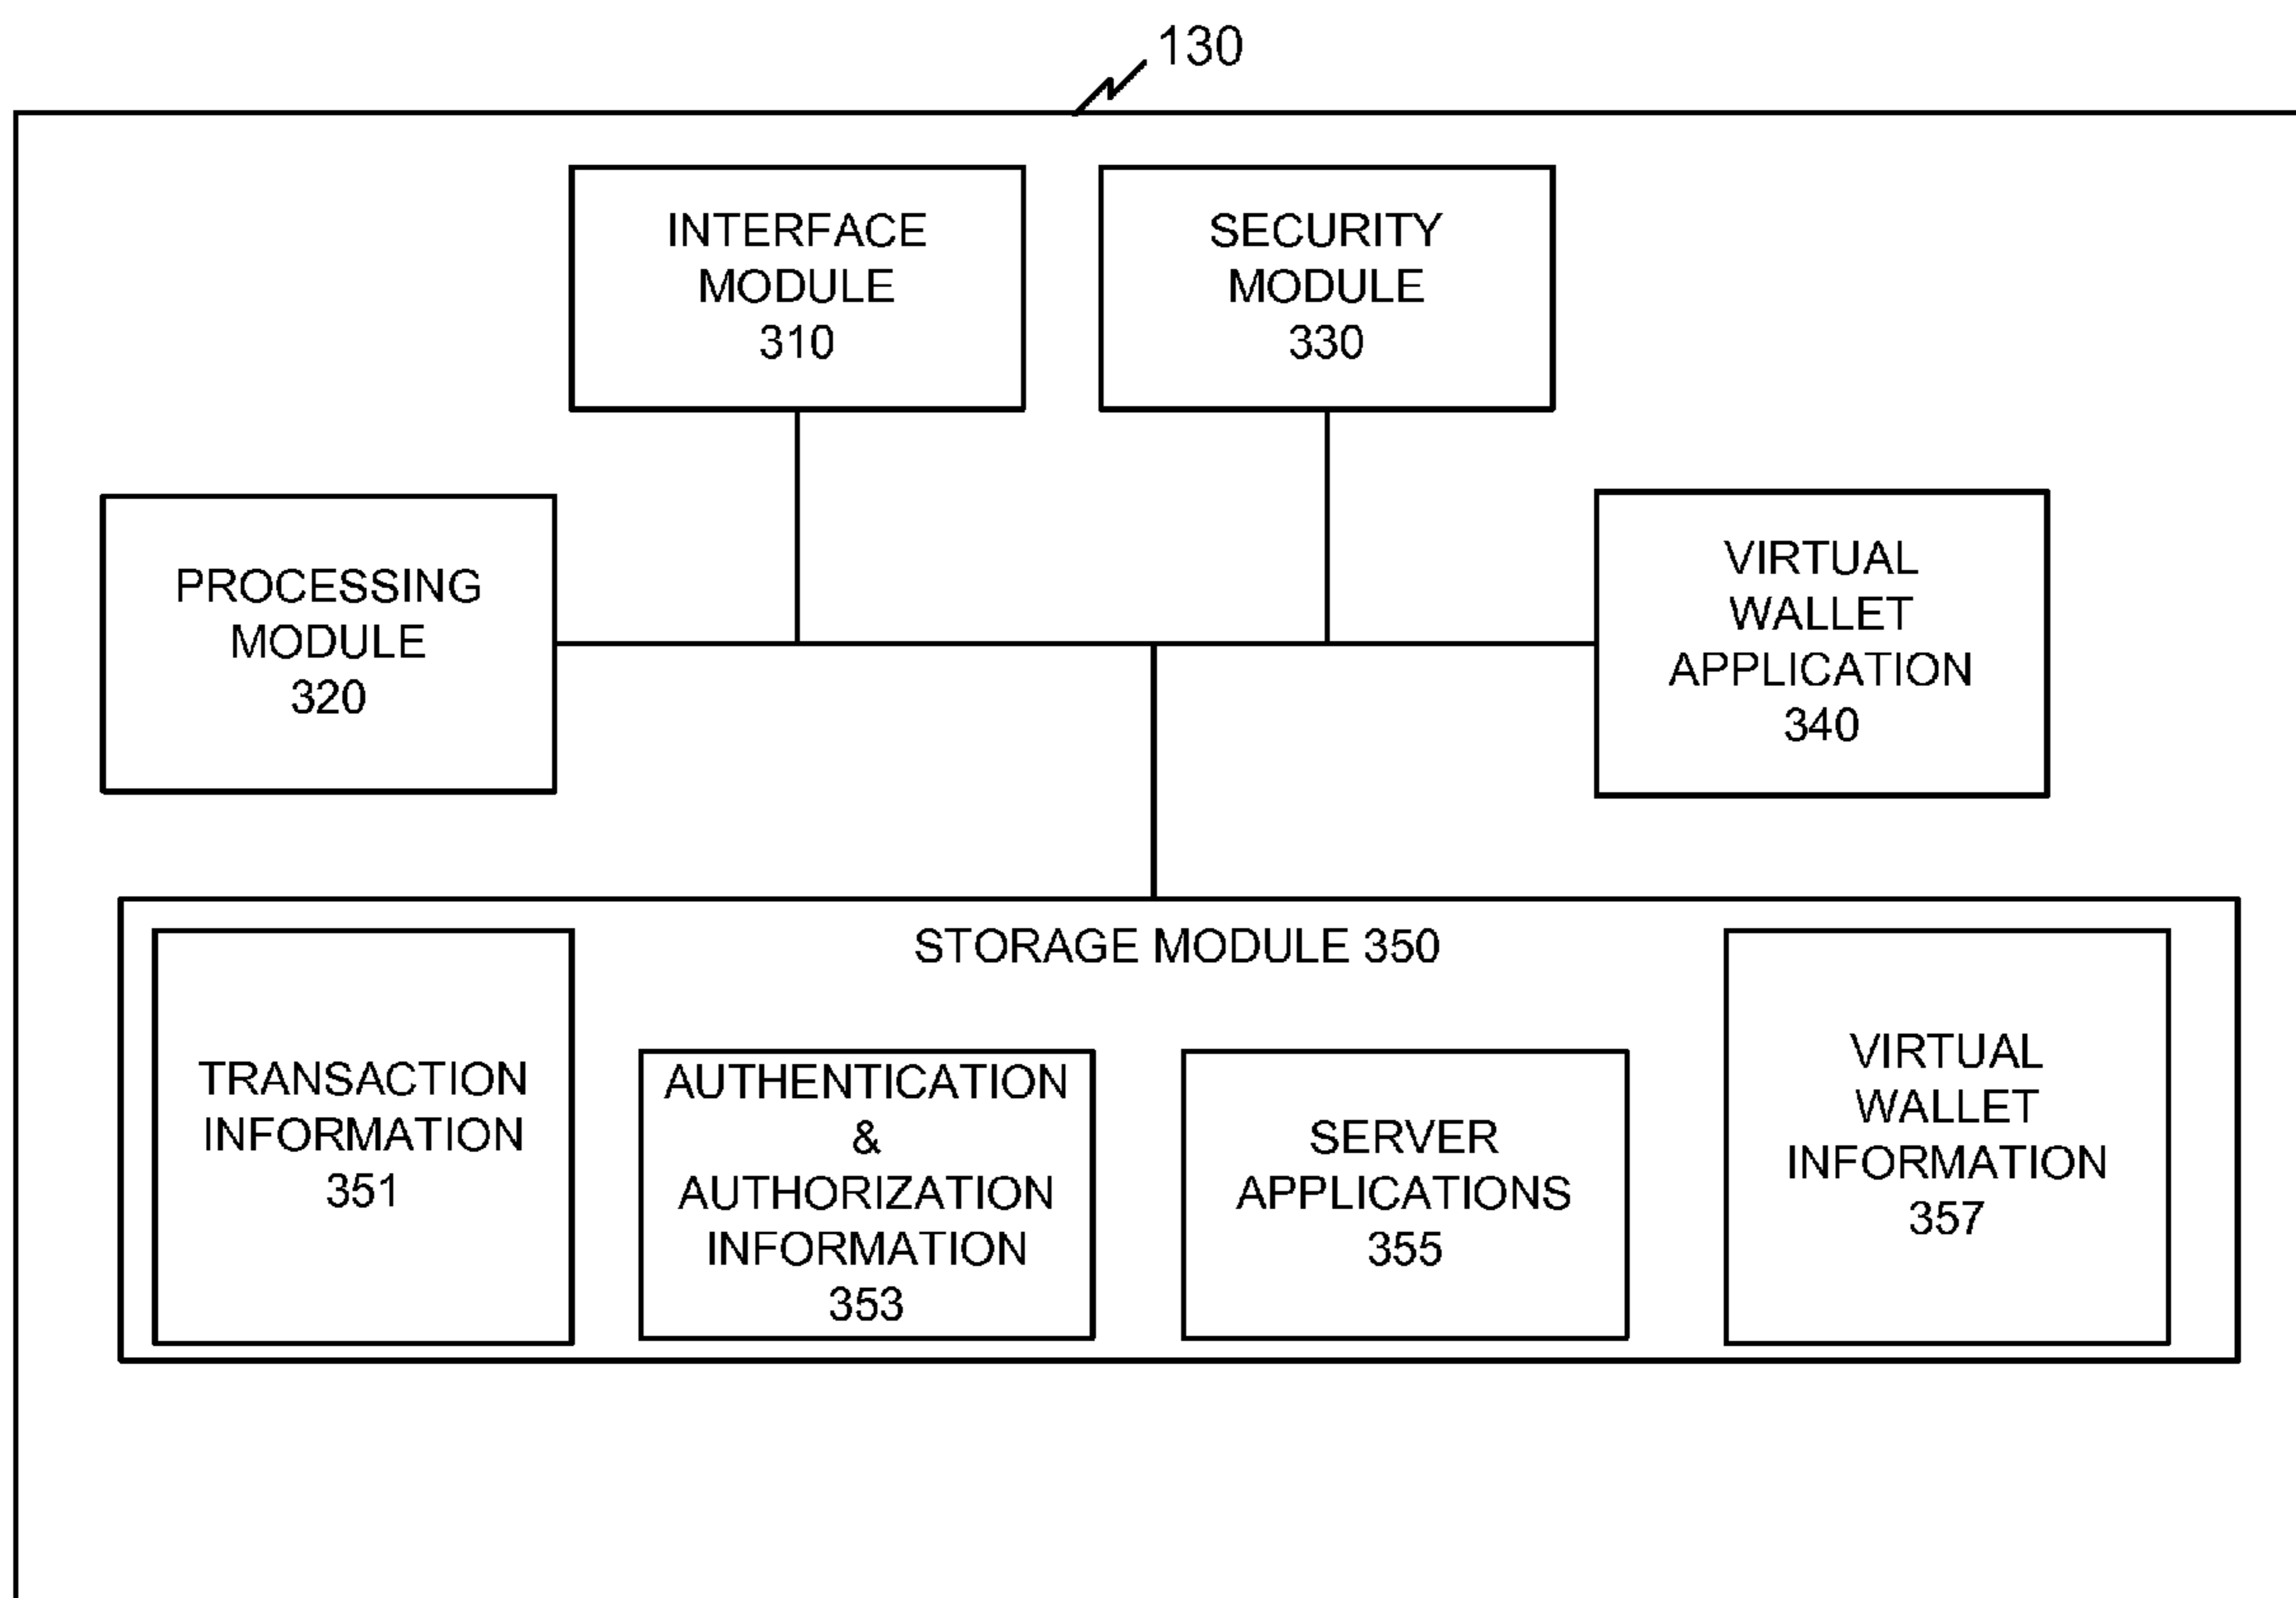 130
INTERFACE
MODULE
310
SECURITY
MODULE
330
PROCESSING
MODULE
320
VIRTUAL
WALLET
APPLICATION
340
STORAGE MODULE 350
TRANSACTION
INFORMATION
351
AUTHENTICATION
&
AUTHORIZATION
INFORMATION
353
SERVER
APPLICATIONS
355
VIRTUAL
WALLET
INFORMATION
357